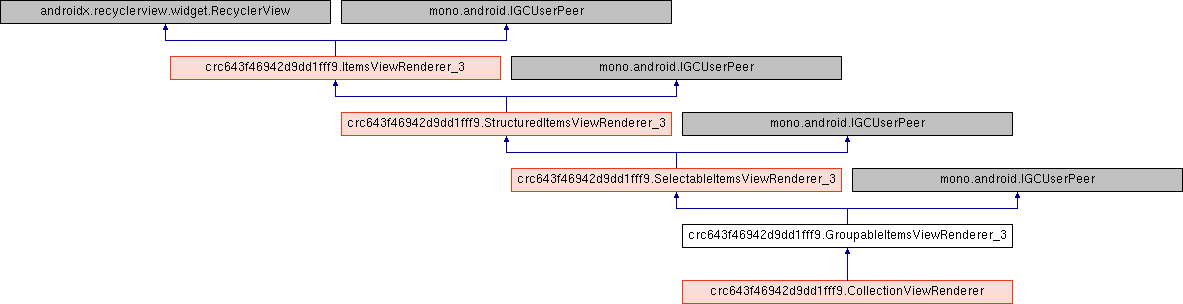 androidx.recyclerview.widget.RecyclerView
mono.android.IGCUserPeer
crc643f46942d9dd1fff9.ItemsViewRenderer_3
mono.android.IGCUserPeer
crc643f46942d9dd1fff9.StructuredItemsViewRenderer_3
mono.android.IGCUserPeer
crc643f46942d9dd1fff9.SelectableItemsViewRenderer_3
mono.android.IGCUserPeer
crc643f46942d9dd1fff9.GroupableItemsViewRenderer_3
crc643f46942d9dd1fff9.CollectionViewRenderer